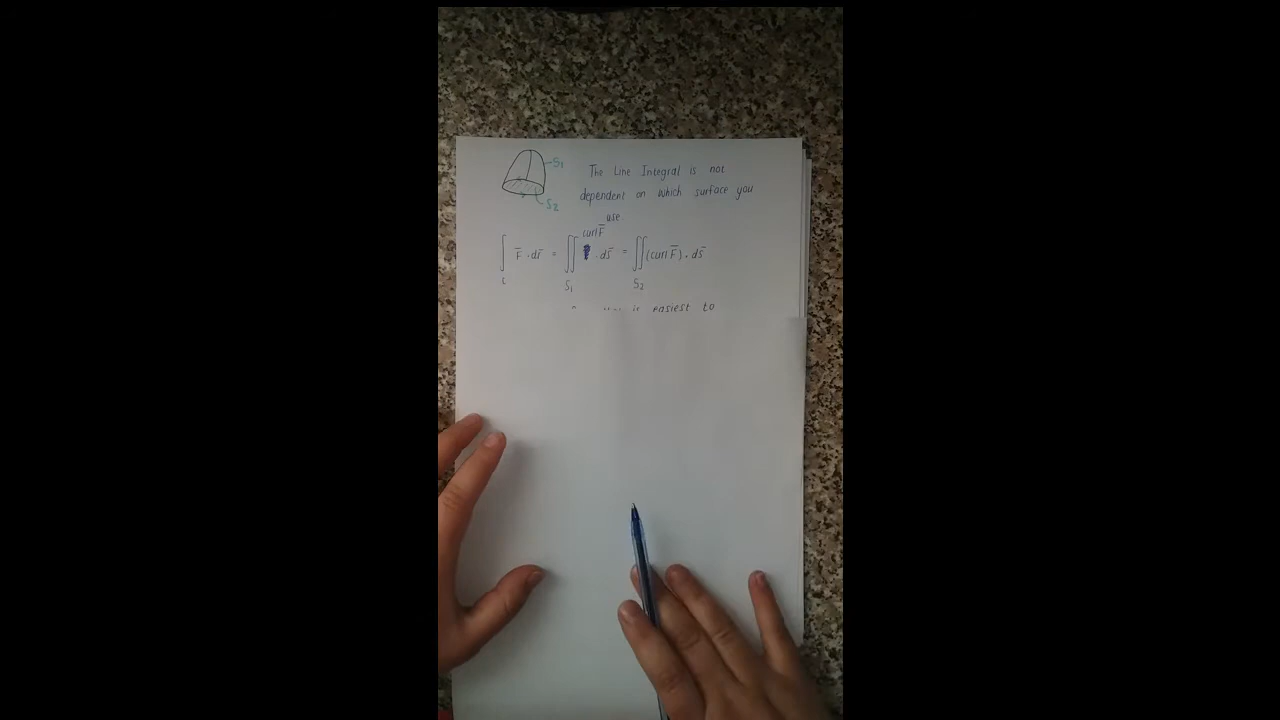 S1
The Line Integral is not
dependent on which surface you
S2
use.
curl F̅
∫ F̅ . dr̅ = ∬ . ds̅ = ∬ (curl F̅) . ds̅
S1 S2
is easiest to